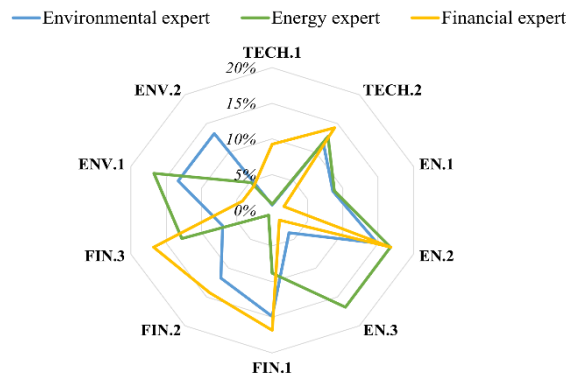 Environmental expert Energy expert Financial expert
TECH.1
20%
ENV.2 TECH.2
15%
10%
ENV.1 EN.1
5%
0%
FIN.3 EN.2
FIN.2 EN.3
FIN.1